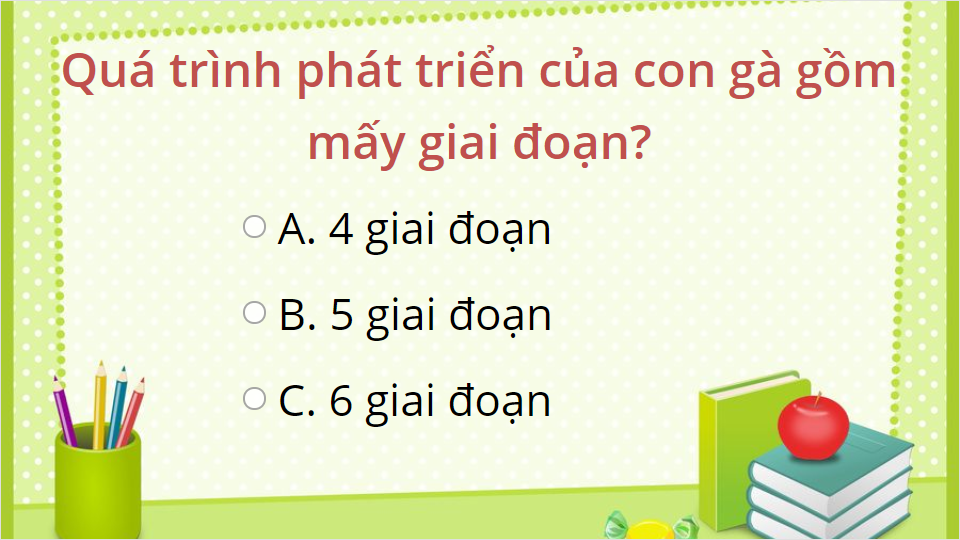 Quá trình phát triển của con gà gồm
mấy giai đoạn?
A. 4 giai đoạn
B. 5 giai đoạn
C. 6 giai đoạn